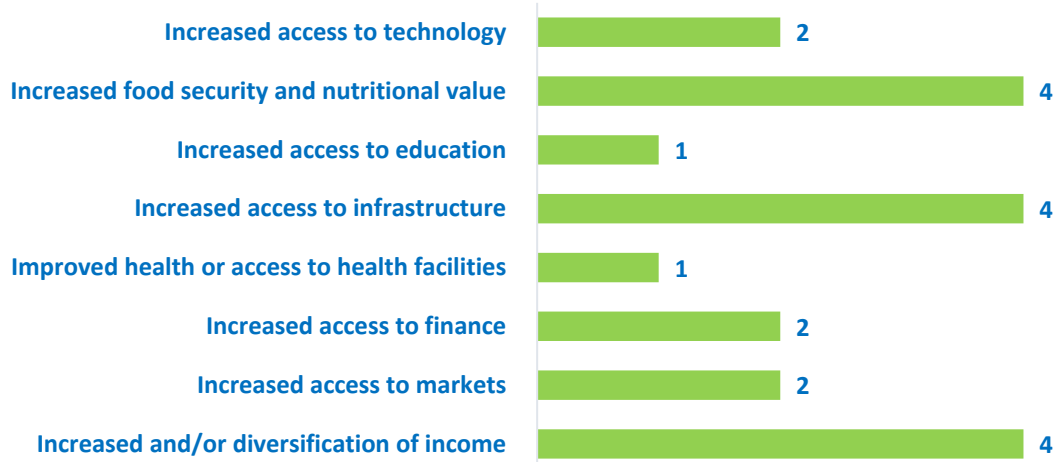 Increased access to technology 2
Increased food security and nutritional value 4
Increased access to education 1
Increased access to infrastructure 4
Improved health or access to health facilities 1
Increased access to finance 2
Increased access to markets 2
Increased and/or diversification of income 4